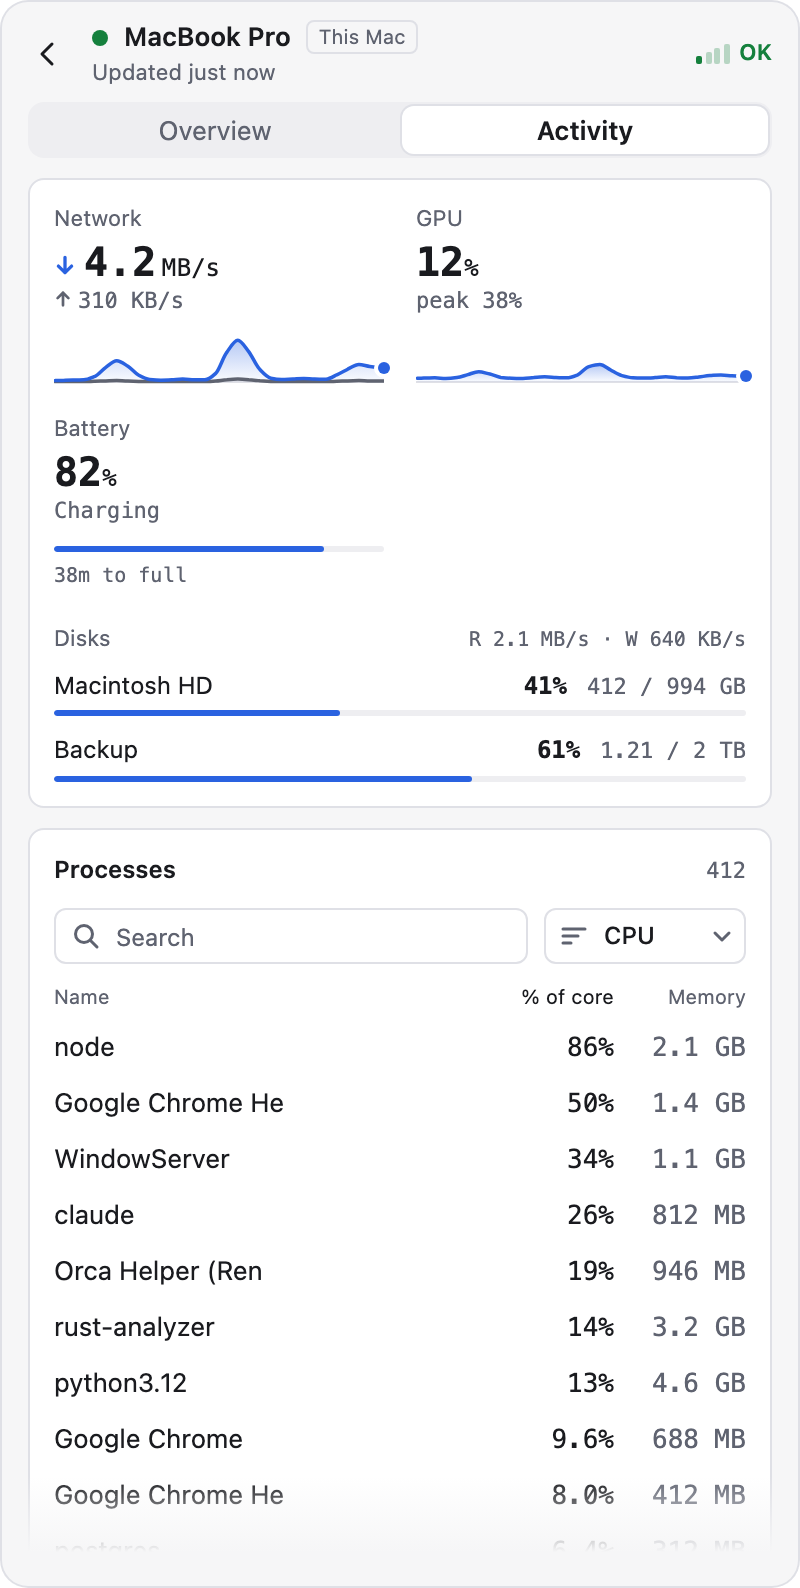 MacBook Pro This Mac
Updated just now
OK
Overview Activity
Network
4.2 MB/s
310 KB/s
GPU
12%
peak 38%
Battery
82%
Charging
38m to full
Disks R 2.1 MB/s · W 640 KB/s
Macintosh HD 41% 412 / 994 GB
Backup 61% 1.21 / 2 TB
Processes 412
Search CPU
Name % of core Memory
node 86% 2.1 GB
Google Chrome He 50% 1.4 GB
WindowServer 34% 1.1 GB
claude 26% 812 MB
Orca Helper (Ren 19% 946 MB
rust-analyzer 14% 3.2 GB
python3.12 13% 4.6 GB
Google Chrome 9.6% 688 MB
Google Chrome He 8.0% 412 MB